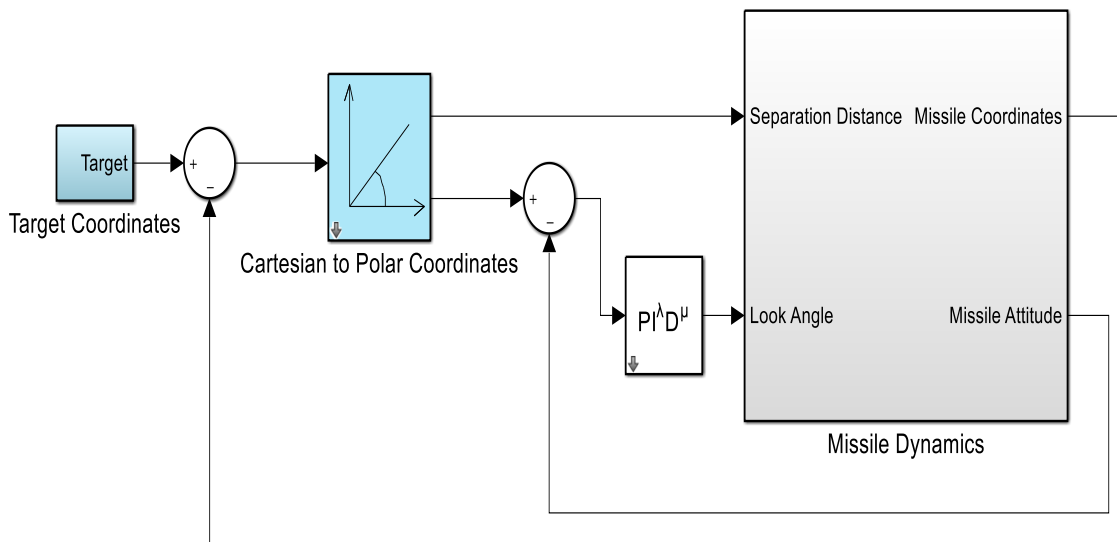 Separation Distance
Missile Coordinates
Target
+
−
Target Coordinates
+
−
Cartesian to Polar Coordinates
PI^λD^μ
Look Angle
Missile Attitude
Missile Dynamics